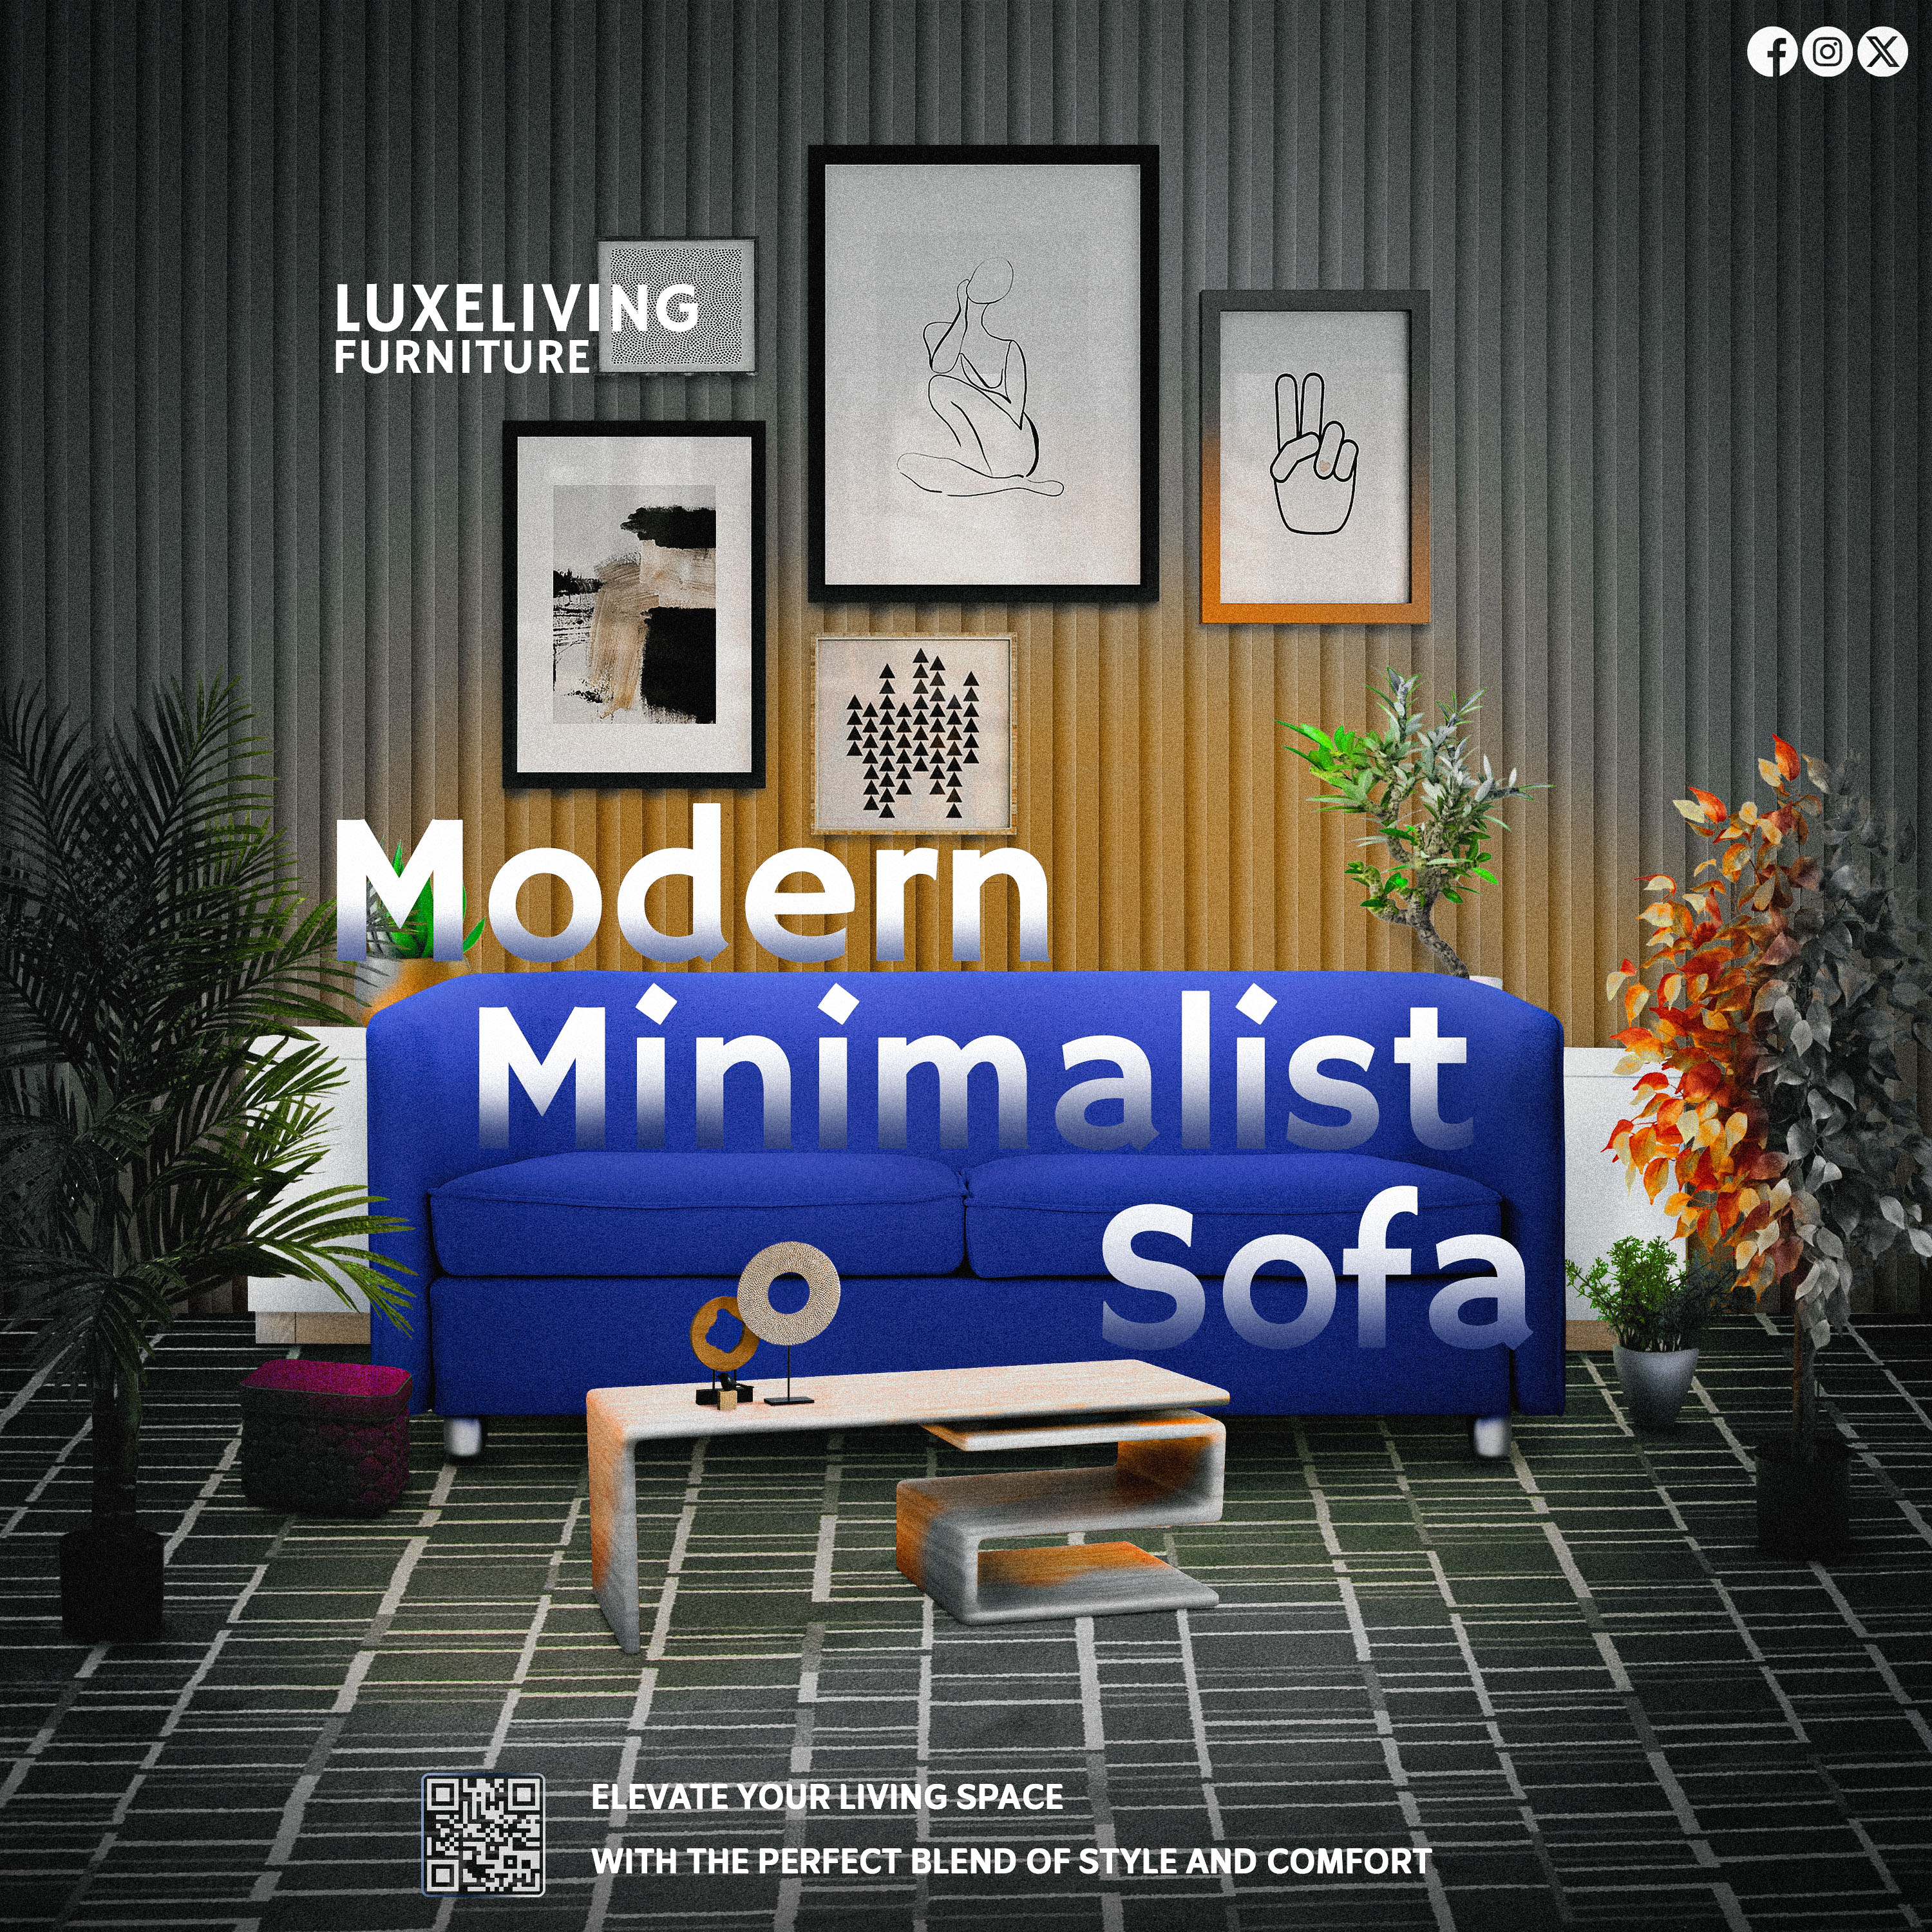 LUXELIVING
FURNITURE
Modern
Minimalist
Sofa
ELEVATE YOUR LIVING SPACE
WITH THE PERFECT BLEND OF STYLE AND COMFORT